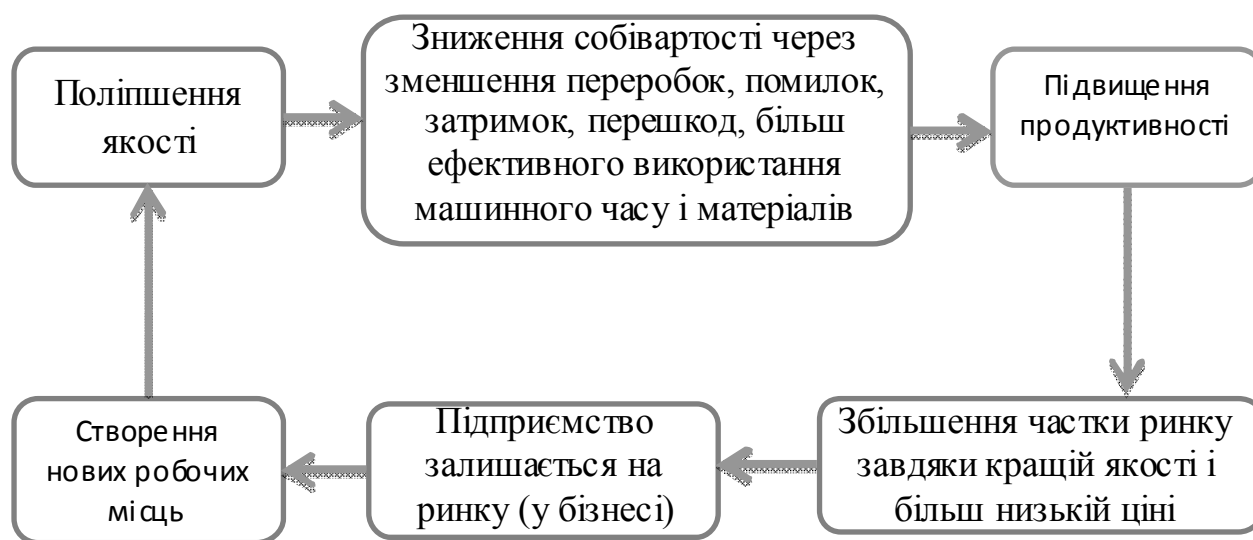 Поліпшення
якості
Зниження собівартості через
зменшення переробок, помилок,
затримок, перешкод, більш
ефективного використання
машинного часу і матеріалів
Підвищення
продуктивності
Збільшення частки ринку
завдяки кращій якості і
більш низькій ціні
Підприємство
залишається на
ринку (у бізнесі)
Створення
нових робочих
місць